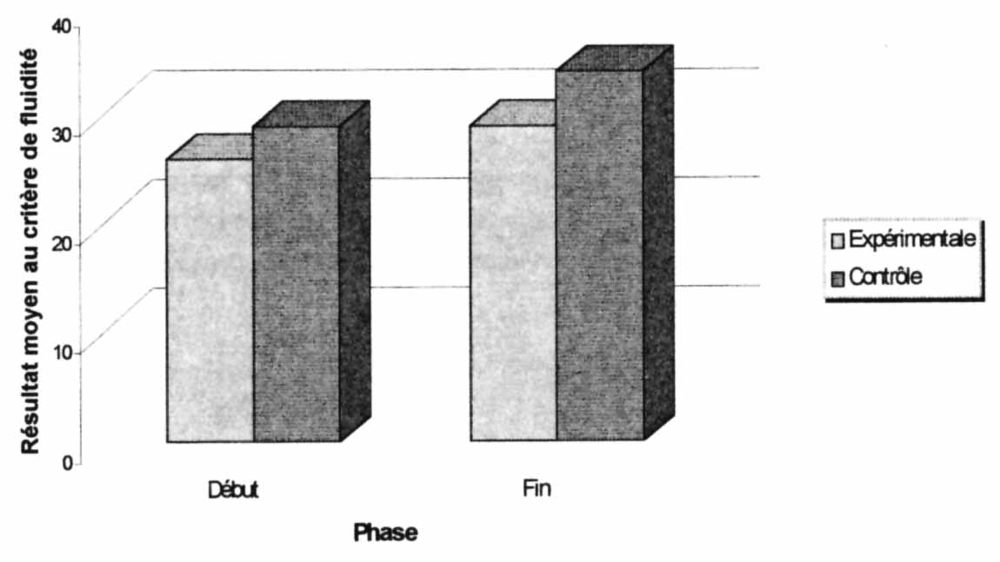 Résultat moyen au critère de fluidité
40
30
20
10
0
Début
Fin
Phase
Expérimentale
Contrôle